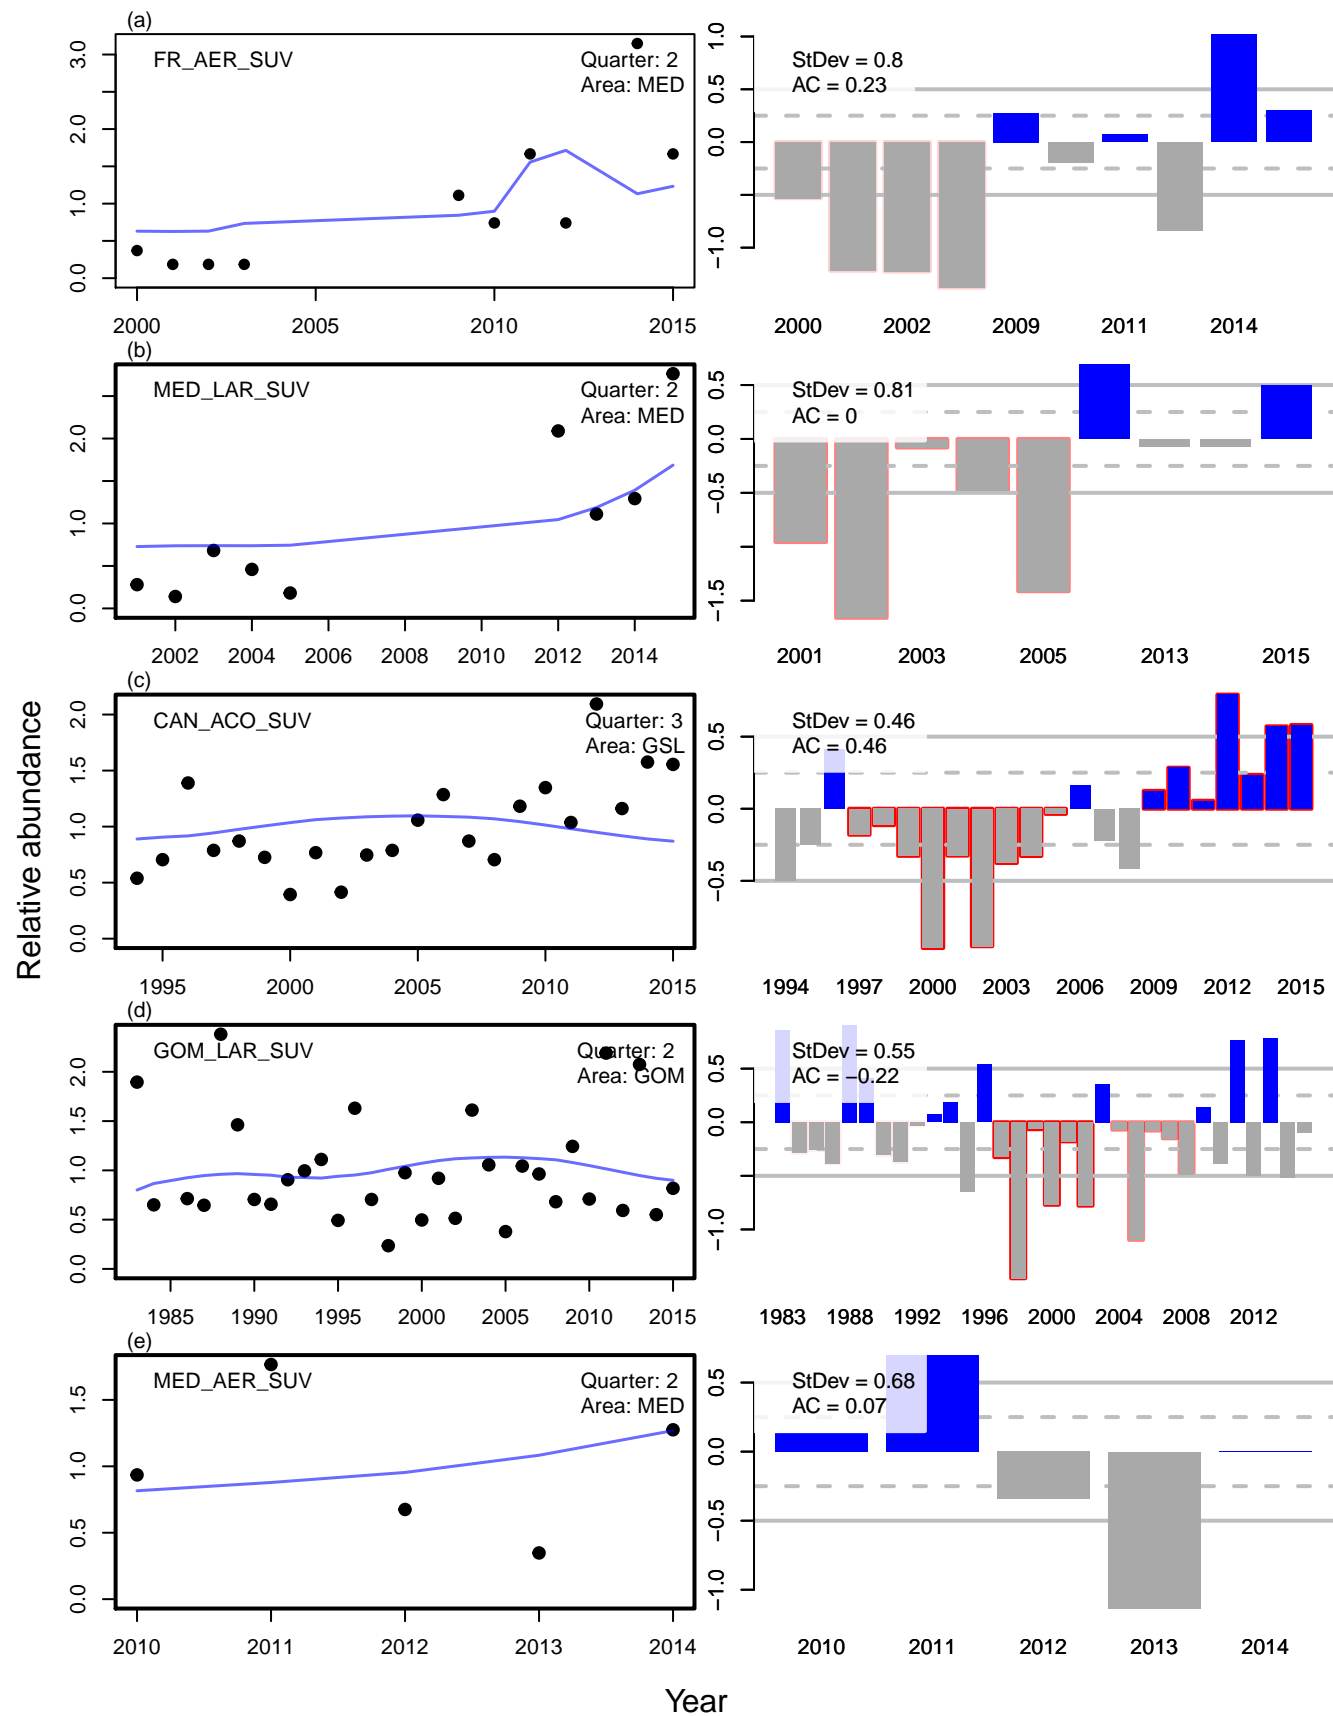 (a)
FR_AER_SUV
Quarter: 2
Area: MED
0.0 1.0 2.0 3.0
2000 2005 2010 2015
StDev = 0.8
AC = 0.23
−1.0 0.0 0.5 1.0
2000 2002 2009 2011 2014
(b)
MED_LAR_SUV
Quarter: 2
Area: MED
0.0 1.0 2.0
2002 2004 2006 2008 2010 2012 2014
StDev = 0.81
AC = 0
−1.5 −0.5 0.0 0.5
2001 2003 2005 2013 2015
(c)
CAN_ACO_SUV
Quarter: 3
Area: GSL
0.0 0.5 1.0 1.5 2.0
1995 2000 2005 2010 2015
StDev = 0.46
AC = 0.46
−0.5 0.0 0.5
1994 1997 2000 2003 2006 2009 2012 2015
(d)
GOM_LAR_SUV
Quarter: 2
Area: GOM
0.0 0.5 1.0 1.5 2.0
1985 1990 1995 2000 2005 2010 2015
StDev = 0.55
AC = −0.22
−1.0 0.0 0.5
1983 1988 1992 1996 2000 2004 2008 2012
(e)
MED_AER_SUV
Quarter: 2
Area: MED
0.0 0.5 1.0 1.5
2010 2011 2012 2013 2014
StDev = 0.68
AC = 0.07
−1.0 −0.5 0.0 0.5
2010 2011 2012 2013 2014
Relative abundance
Year